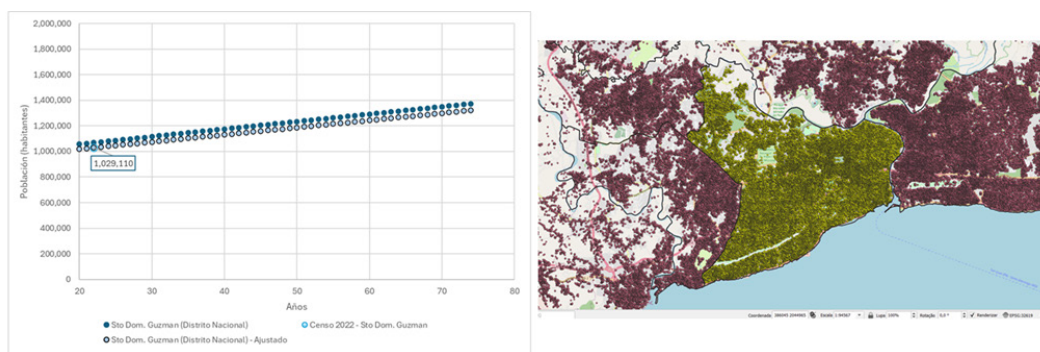 2,000,000
1,800,000
1,600,000
1,400,000
1,200,000
1,000,000
800,000
600,000
400,000
200,000
0
Población (habitantes)
1,029,110
20 30 40 50 60 70 80
Años
Sto Dom. Guzman (Distrito Nacional)
Censo 2022 - Sto Dom. Guzman
Sto Dom. Guzman (Distrito Nacional) - Ajustado
Coordenada Escala Lupa 100% Rotação 0,0 ° Renderizar